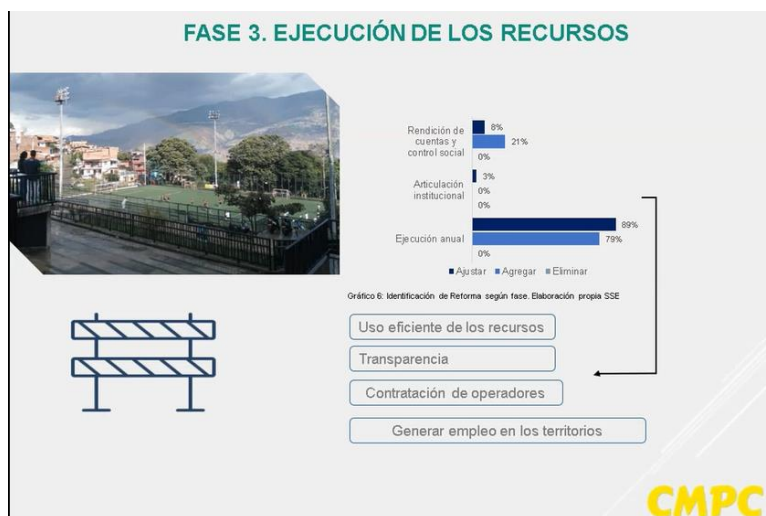 FASE 3. EJECUCIÓN DE LOS RECURSOS
Rendición de
cuentas y
control social
8%
21%
0%
Articulación
institucional
3%
0%
0%
Ejecución anual
89%
79%
0%
Ajustar Agregar Eliminar
Gráfico 6: Identificación de Reforma según fase. Elaboración propia SSE
Uso eficiente de los recursos
Transparencia
Contratación de operadores
Generar empleo en los territorios
CMPC